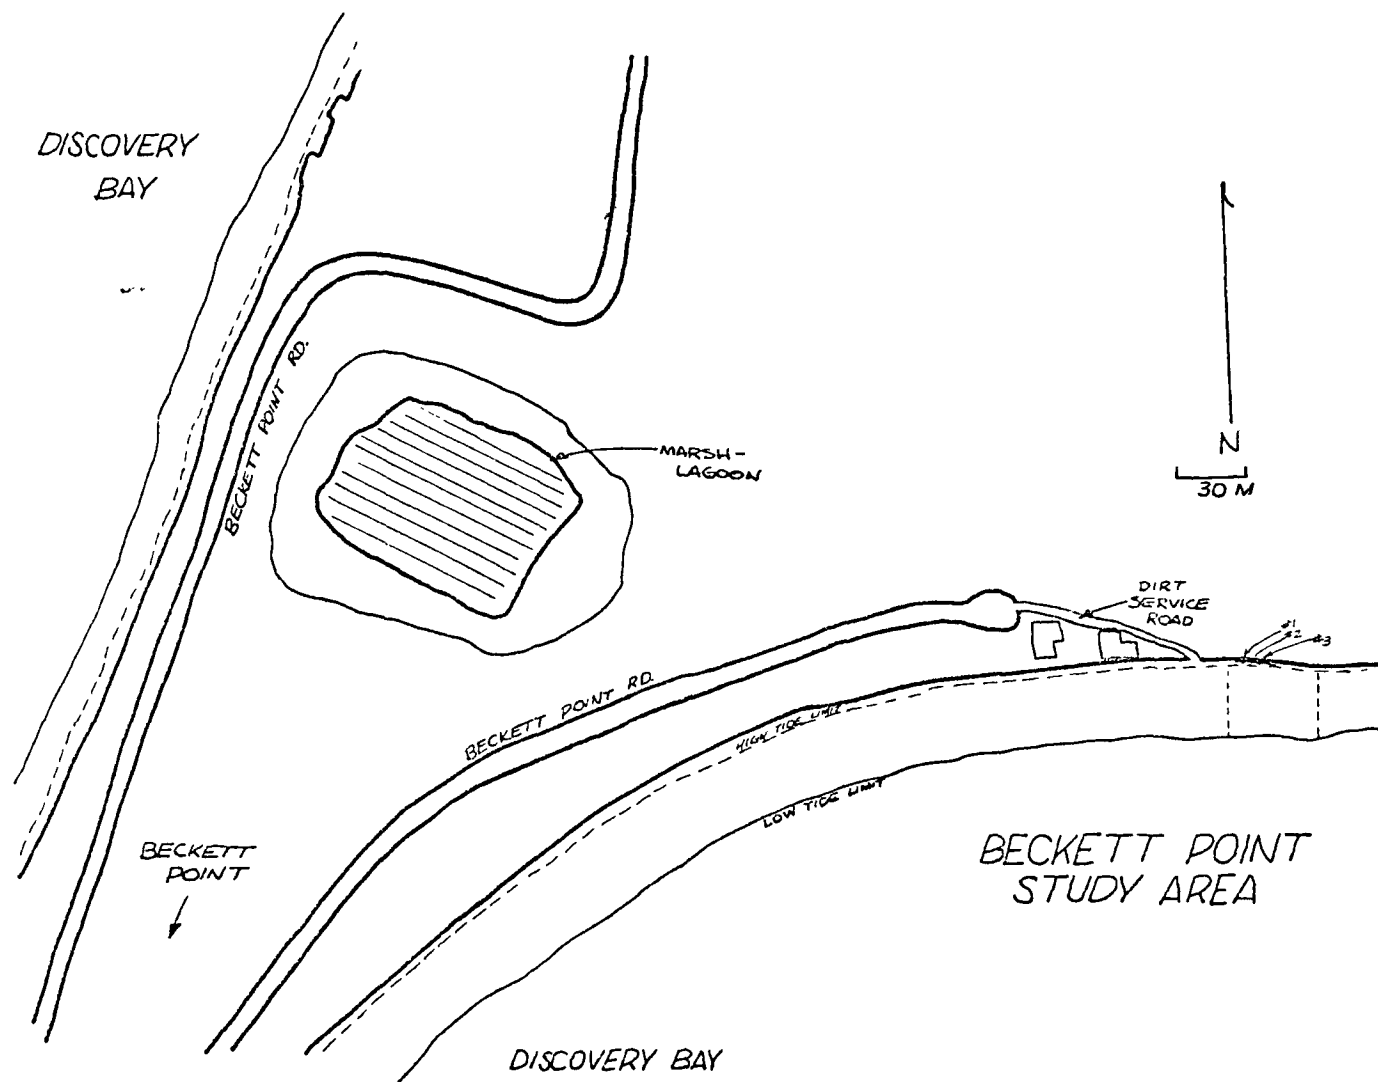 DISCOVERY
BAY
BECKETT POINT RD.
MARSH-
LAGOON
N
30 M
DIRT
SERVICE
ROAD
#1
#2
#3
BECKETT POINT RD.
HIGH TIDE LIMIT
LOW TIDE LIMIT
BECKETT
POINT
BECKETT POINT
STUDY AREA
DISCOVERY BAY